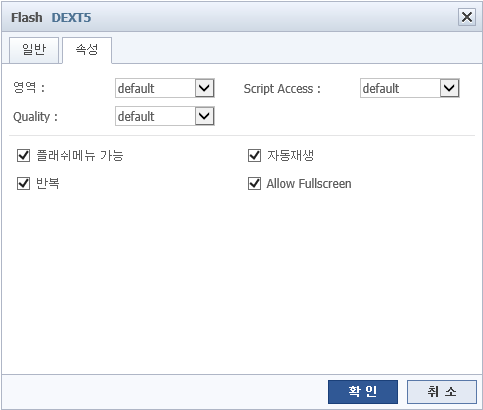 Flash DEXT5
일반 속성
영역 : default Script Access : default
Quality : default
플래쉬메뉴 가능 자동재생
반복 Allow Fullscreen
확 인 취 소